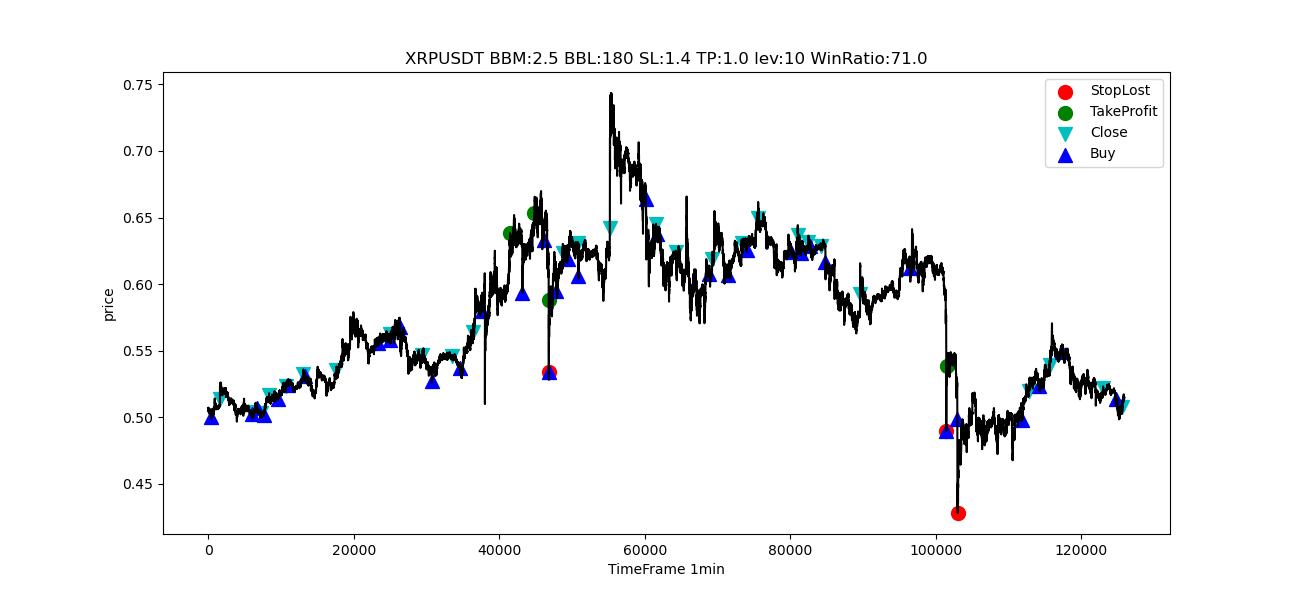 XRPUSDT BBM:2.5 BBL:180 SL:1.4 TP:1.0 lev:10 WinRatio:71.0
StopLost
TakeProfit
Close
Buy
price
0.75
0.70
0.65
0.60
0.55
0.50
0.45
0 20000 40000 60000 80000 100000 120000
TimeFrame 1min